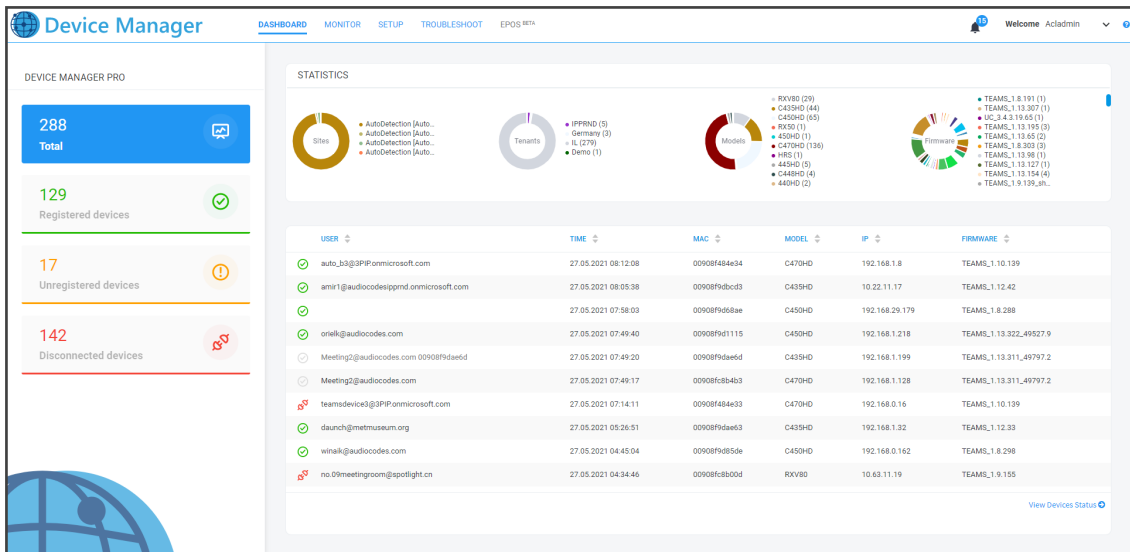 Device Manager
DASHBOARD MONITOR SETUP TROUBLESHOOT EPOS BETA
15
Welcome Acladmin
DEVICE MANAGER PRO
288
Total
129
Registered devices
17
Unregistered devices
142
Disconnected devices
STATISTICS
Sites
AutoDetection [Auto...
AutoDetection [Auto...
AutoDetection [Auto...
AutoDetection [Auto...
Tenants
IPPRND (5)
Germany (3)
IL (279)
Demo (1)
Models
RXV80 (29)
C435HD (44)
C450HD (65)
RX50 (1)
450HD (1)
C470HD (136)
HRS (1)
445HD (5)
C448HD (4)
440HD (2)
Firmware
TEAMS_1.8.191 (1)
TEAMS_1.13.307 (1)
UC_3.4.3.19.65 (1)
TEAMS_1.13.195 (3)
TEAMS_1.13.65 (2)
TEAMS_1.8.303 (3)
TEAMS_1.13.98 (1)
TEAMS_1.13.127 (1)
TEAMS_1.13.154 (4)
TEAMS_1.9.139_sh...
USER TIME MAC MODEL IP FIRMWARE
auto_b3@3PIP.onmicrosoft.com 27.05.2021 08:12:08 00908f484e34 C470HD 192.168.1.8 TEAMS_1.10.139
amir1@audiocodesipprnd.onmicrosoft.com 27.05.2021 08:05:38 00908f9dbcd3 C435HD 10.22.11.17 TEAMS_1.12.42
27.05.2021 07:58:03 00908f9d68ae C450HD 192.168.29.179 TEAMS_1.8.288
orielk@audiocodes.com 27.05.2021 07:49:40 00908f9d1115 C450HD 192.168.1.218 TEAMS_1.13.322_49527.9
Meeting2@audiocodes.com 00908f9dae6d 27.05.2021 07:49:20 00908f9dae6d C435HD 192.168.1.199 TEAMS_1.13.311_49797.2
Meeting2@audiocodes.com 27.05.2021 07:49:17 00908fc8b4b3 C470HD 192.168.1.128 TEAMS_1.13.311_49797.2
teamsdevice3@3PIP.onmicrosoft.com 27.05.2021 07:14:11 00908f484e33 C470HD 192.168.0.16 TEAMS_1.10.139
daunch@metmuseum.org 27.05.2021 05:26:51 00908f9dae63 C435HD 192.168.1.32 TEAMS_1.12.33
winaik@audiocodes.com 27.05.2021 04:45:04 00908f9d85de C450HD 192.168.0.162 TEAMS_1.8.298
no.09meetingroom@spotlight.cn 27.05.2021 04:34:46 00908fc8b00d RXV80 10.63.11.19 TEAMS_1.9.155
View Devices Status